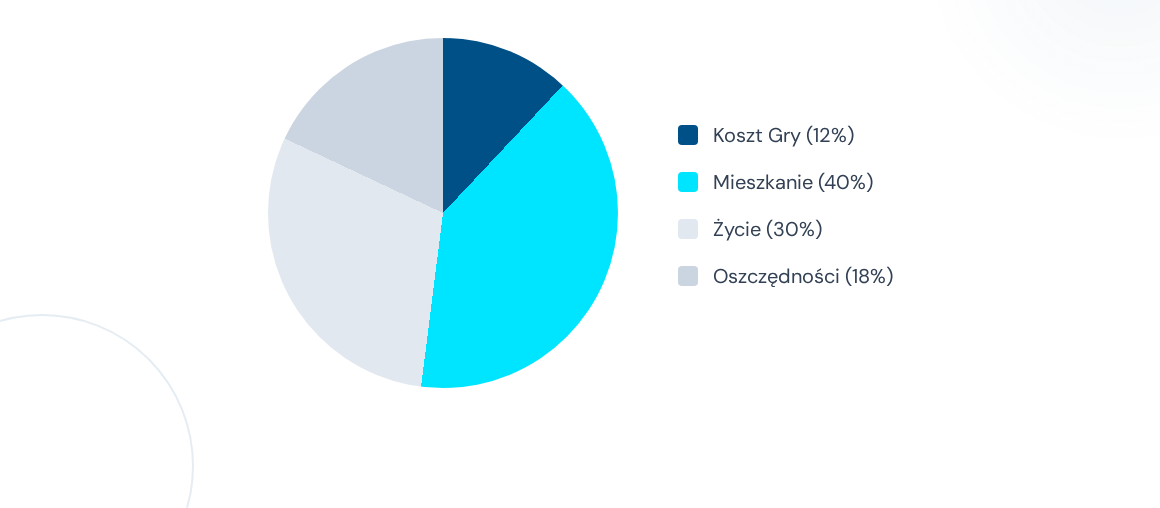 Koszt Gry (12%)
Mieszkanie (40%)
Życie (30%)
Oszczędności (18%)